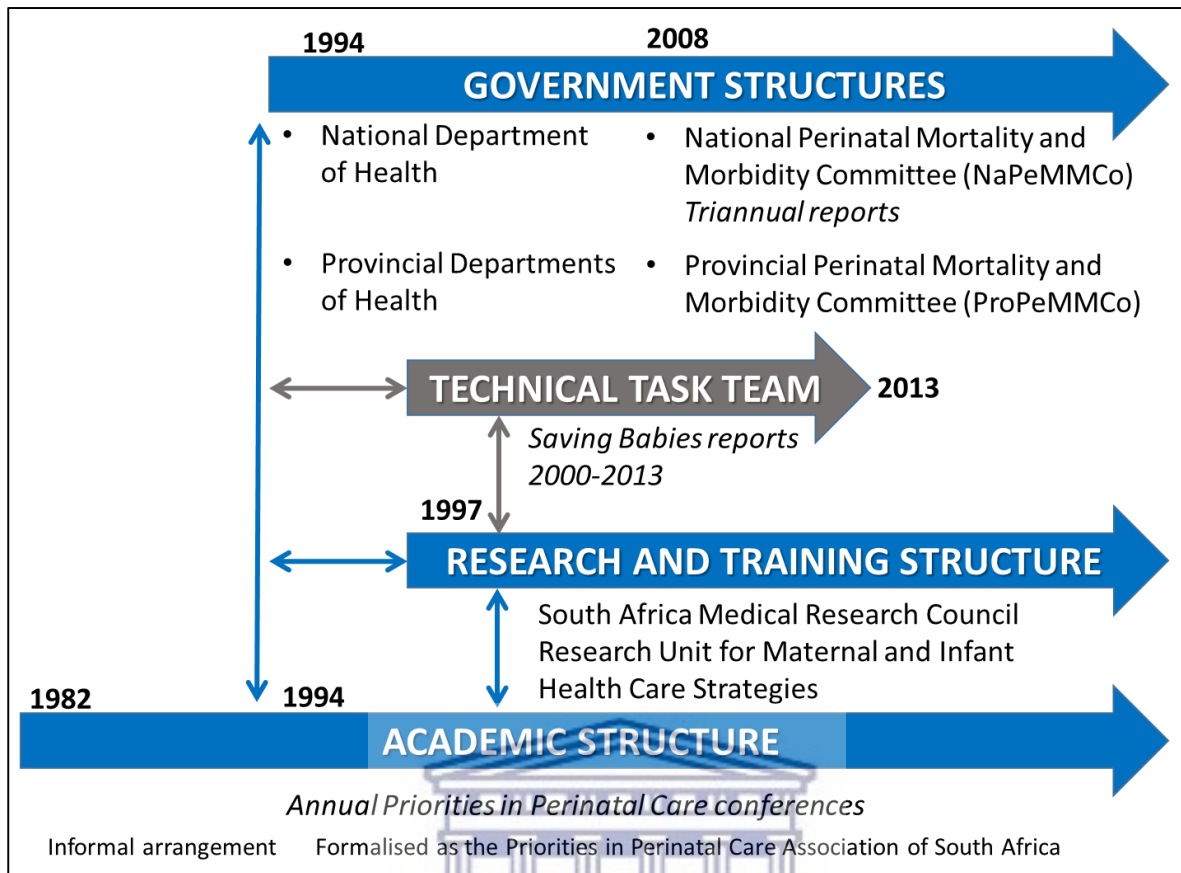 1994
2008
GOVERNMENT STRUCTURES
• National Department
of Health
• National Perinatal Mortality and
Morbidity Committee (NaPeMMCo)
Triannual reports
• Provincial Departments
of Health
• Provincial Perinatal Mortality and
Morbidity Committee (ProPeMMCo)
TECHNICAL TASK TEAM
2013
Saving Babies reports
2000-2013
1997
RESEARCH AND TRAINING STRUCTURE
South Africa Medical Research Council
Research Unit for Maternal and Infant
Health Care Strategies
1982
1994
ACADEMIC STRUCTURE
Annual Priorities in Perinatal Care conferences
Informal arrangement
Formalised as the Priorities in Perinatal Care Association of South Africa